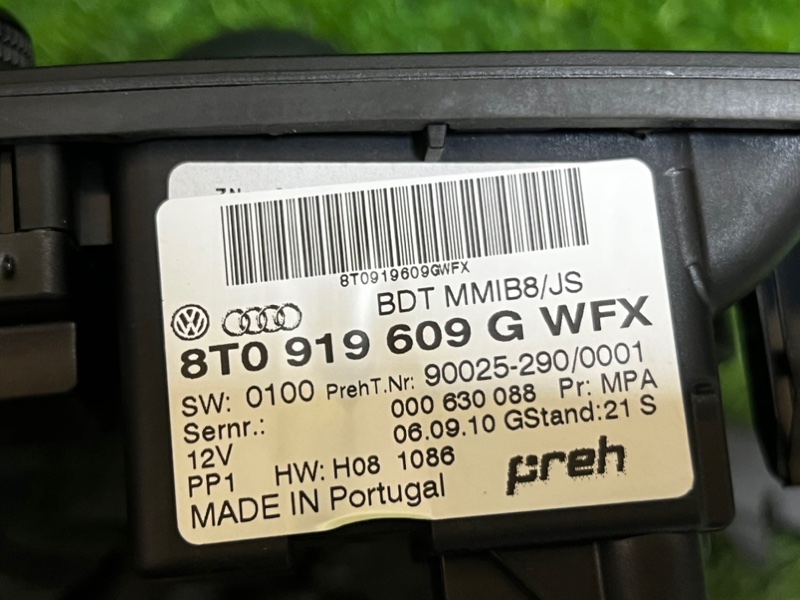 8T0919609GWFX
BDT MMIB8/JS
8T0 919 609 G WFX
SW: 0100 PrehT.Nr: 90025-290/0001
Sernr.: 000 630 088 Pr: MPA
12V 06.09.10 GStand:21 S
PP1 HW: H08 1086
preh
MADE IN Portugal